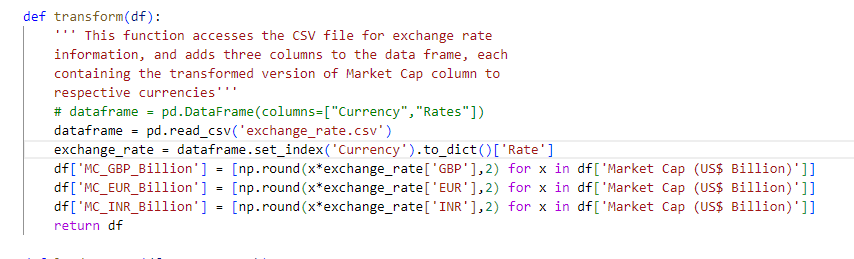 def transform(df):
    ''' This function accesses the CSV file for exchange rate
    information, and adds three columns to the data frame, each
    containing the transformed version of Market Cap column to
    respective currencies'''
    # dataframe = pd.DataFrame(columns=["Currency","Rates"])
    dataframe = pd.read_csv('exchange_rate.csv')
    exchange_rate = dataframe.set_index('Currency').to_dict()['Rate']
    df['MC_GBP_Billion'] = [np.round(x*exchange_rate['GBP'],2) for x in df['Market Cap (US$ Billion)']]
    df['MC_EUR_Billion'] = [np.round(x*exchange_rate['EUR'],2) for x in df['Market Cap (US$ Billion)']]
    df['MC_INR_Billion'] = [np.round(x*exchange_rate['INR'],2) for x in df['Market Cap (US$ Billion)']]
    return df